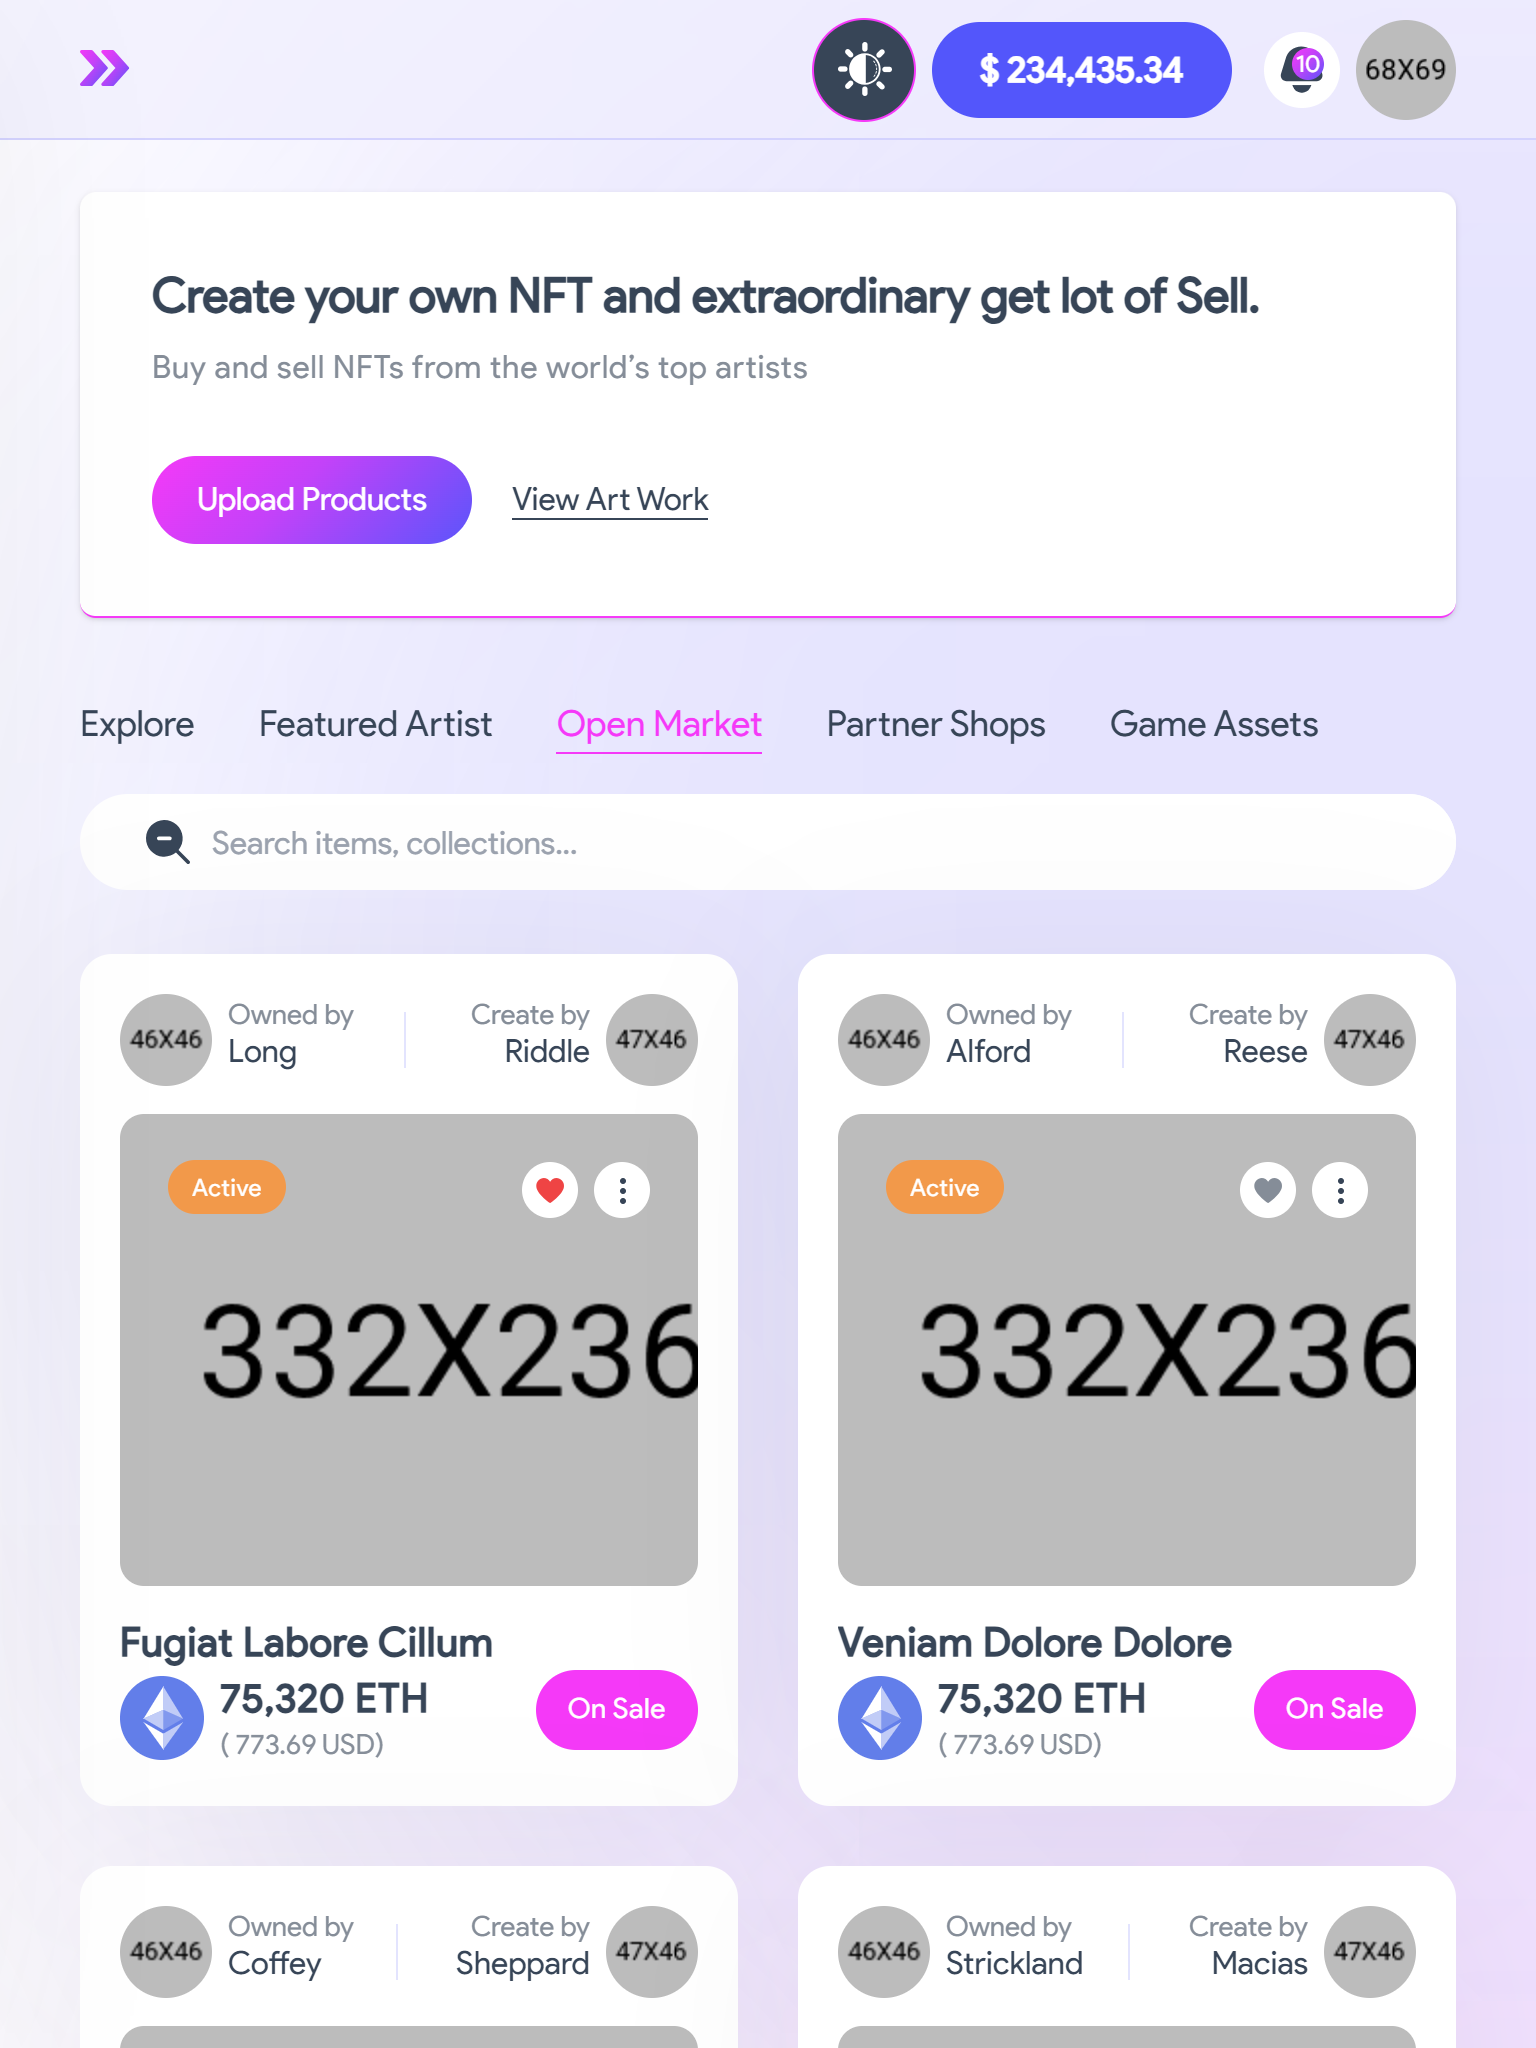 $ 234,435.34
10
68X69
Create your own NFT and extraordinary get lot of Sell.
Buy and sell NFTs from the world’s top artists
Upload Products
View Art Work
Explore
Featured Artist
Open Market
Partner Shops
Game Assets
Search items, collections...
46X46
Owned by
Long
Create by
Riddle
47X46
Active
332X236
Fugiat Labore Cillum
75,320 ETH
( 773.69 USD)
On Sale
46X46
Owned by
Alford
Create by
Reese
47X46
Active
332X236
Veniam Dolore Dolore
75,320 ETH
( 773.69 USD)
On Sale
46X46
Owned by
Coffey
Create by
Sheppard
47X46
46X46
Owned by
Strickland
Create by
Macias
47X46